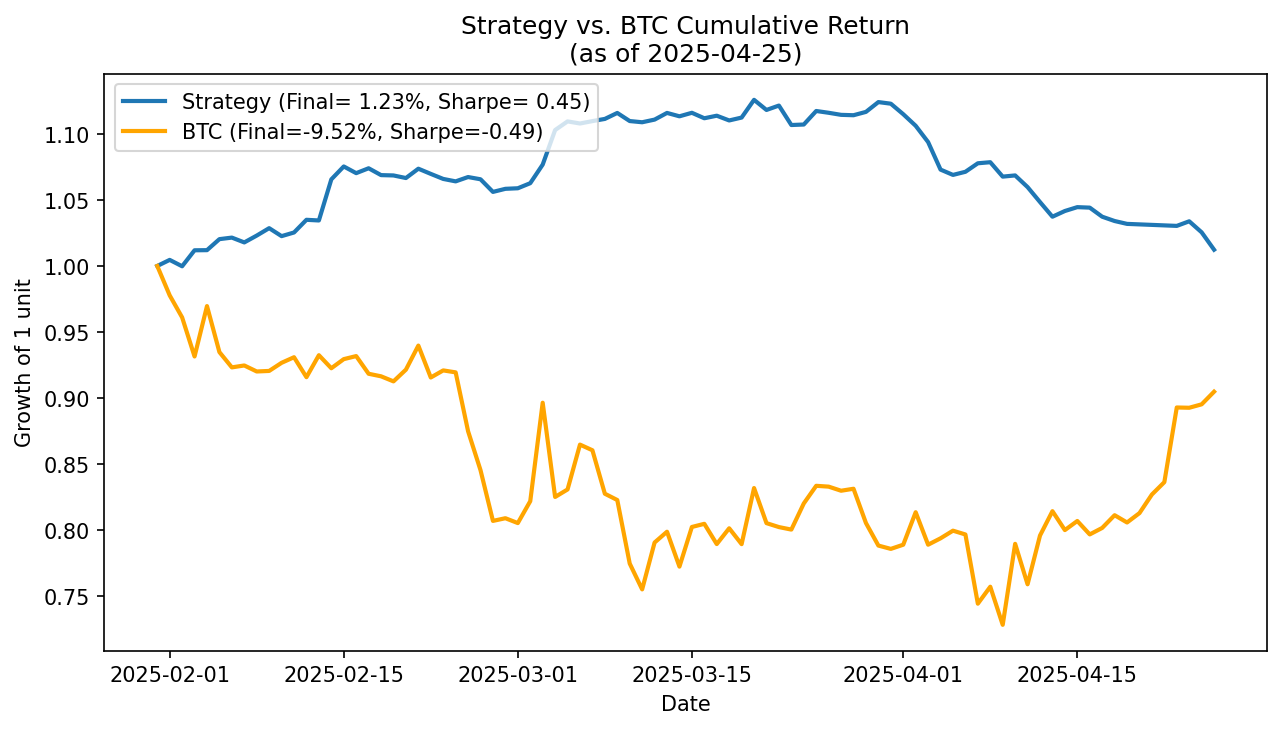 Strategy vs. BTC Cumulative Return
(as of 2025-04-25)
Strategy (Final= 1.23%, Sharpe= 0.45)
BTC (Final=-9.52%, Sharpe=-0.49)
Growth of 1 unit
1.10
1.05
1.00
0.95
0.90
0.85
0.80
0.75
2025-02-01
2025-02-15
2025-03-01
2025-03-15
2025-04-01
2025-04-15
Date